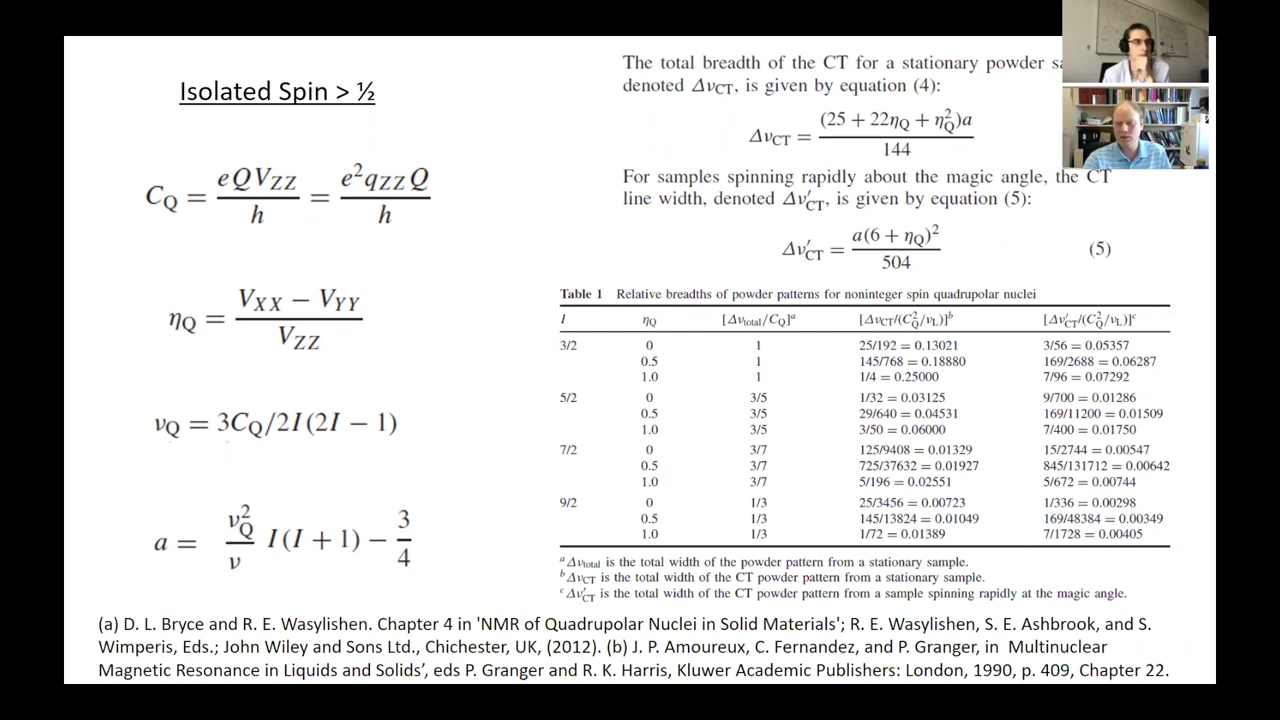 Isolated Spin > ½
C_Q = eQV_ZZ / h = e²q_ZZ Q / h
η_Q = (V_XX − V_YY) / V_ZZ
ν_Q = 3C_Q/2I(2I − 1)
a = ν_Q² / ν I(I + 1) − 3/4
The total breadth of the CT for a stationary powder
denoted Δν_CT, is given by equation (4):
Δν_CT = (25 + 22η_Q + η_Q²)a / 144
For samples spinning rapidly about the magic angle, the CT
line width, denoted Δν′_CT, is given by equation (5):
Δν′_CT = a(6 + η_Q)² / 504 (5)
Table 1 Relative breadths of powder patterns for noninteger spin quadrupolar nuclei
I η_Q [Δν_total/C_Q]ᵃ [Δν_CT/(C_Q²/ν_L)]ᵇ [Δν′_CT/(C_Q²/ν_L)]ᶜ
3/2 0 1 25/192 = 0.13021 3/56 = 0.05357
0.5 1 145/768 = 0.18880 169/2688 = 0.06287
1.0 1 1/4 = 0.25000 7/96 = 0.07292
5/2 0 3/5 1/32 = 0.03125 9/700 = 0.01286
0.5 3/5 29/640 = 0.04531 169/11200 = 0.01509
1.0 3/5 3/50 = 0.06000 7/400 = 0.01750
7/2 0 3/7 125/9408 = 0.01329 15/2744 = 0.00547
0.5 3/7 725/37632 = 0.01927 845/131712 = 0.00642
1.0 3/7 5/196 = 0.02551 5/672 = 0.00744
9/2 0 1/3 25/3456 = 0.00723 1/336 = 0.00298
0.5 1/3 145/13824 = 0.01049 169/48384 = 0.00349
1.0 1/3 1/72 = 0.01389 7/1728 = 0.00405
ᵃΔν_total is the total width of the powder pattern from a stationary sample.
ᵇΔν_CT is the total width of the CT powder pattern from a stationary sample.
ᶜΔν′_CT is the total width of the CT powder pattern from a sample spinning rapidly at the magic angle.
(a) D. L. Bryce and R. E. Wasylishen. Chapter 4 in 'NMR of Quadrupolar Nuclei in Solid Materials'; R. E. Wasylishen, S. E. Ashbrook, and S.
Wimperis, Eds.; John Wiley and Sons Ltd., Chichester, UK, (2012). (b) J. P. Amoureux, C. Fernandez, and P. Granger, in Multinuclear
Magnetic Resonance in Liquids and Solids’, eds P. Granger and R. K. Harris, Kluwer Academic Publishers: London, 1990, p. 409, Chapter 22.